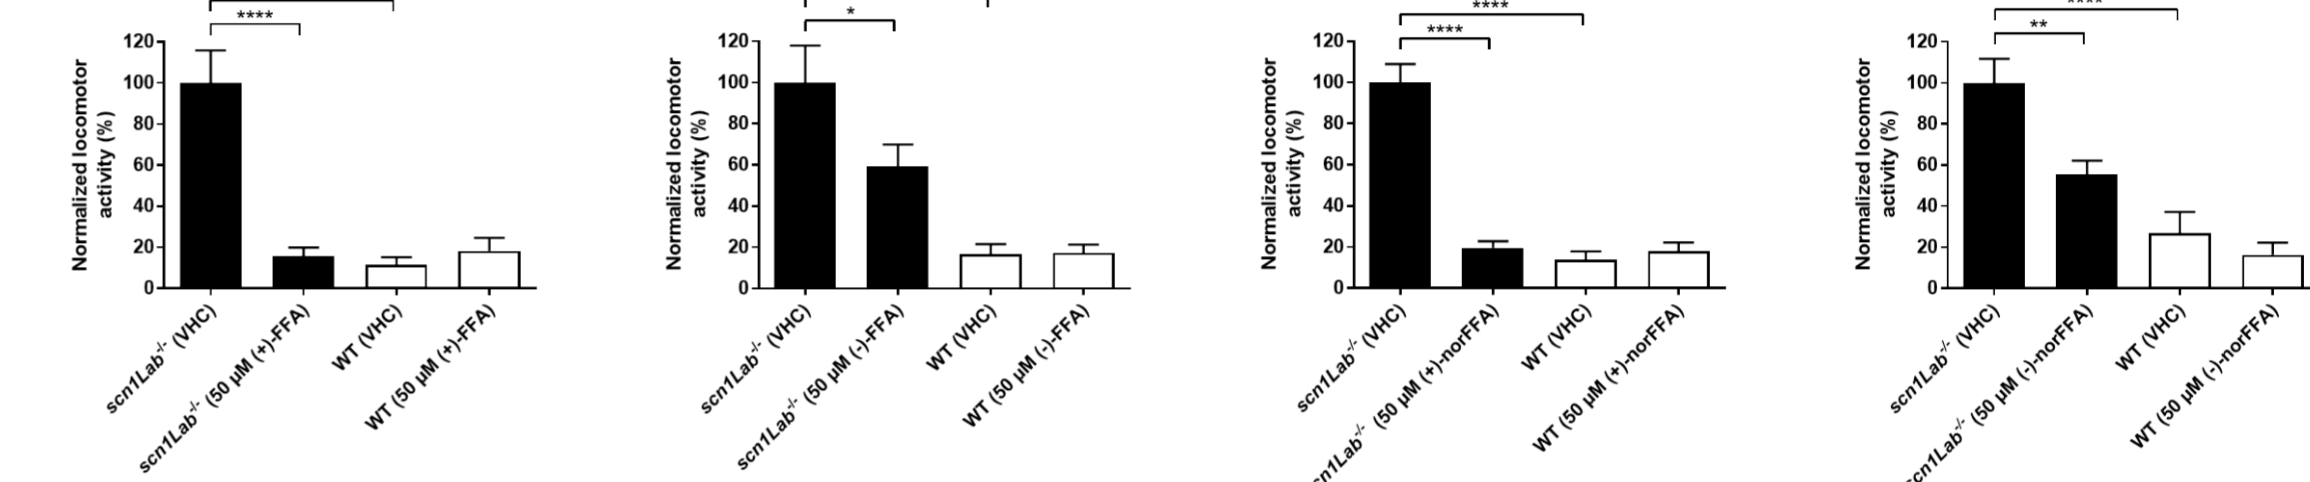 ****
120
100
80
60
40
20
0
Normalized locomotor
activity (%)
scn1Lab-/- (VHC)
scn1Lab-/- (50 µM (+)-FFA)
WT (VHC)
WT (50 µM (+)-FFA)
*
120
100
80
60
40
20
0
Normalized locomotor
activity (%)
scn1Lab-/- (VHC)
scn1Lab-/- (50 µM (-)-FFA)
WT (VHC)
WT (50 µM (-)-FFA)
****
****
120
100
80
60
40
20
0
Normalized locomotor
activity (%)
scn1Lab-/- (VHC)
cn1Lab-/- (50 µM (+)-norFFA)
WT (VHC)
WT (50 µM (+)-norFFA)
****
**
120
100
80
60
40
20
0
Normalized locomotor
activity (%)
scn1Lab-/- (VHC)
scn1Lab-/- (50 µM (-)-norFFA)
WT (VHC)
WT (50 µM (-)-norFFA)